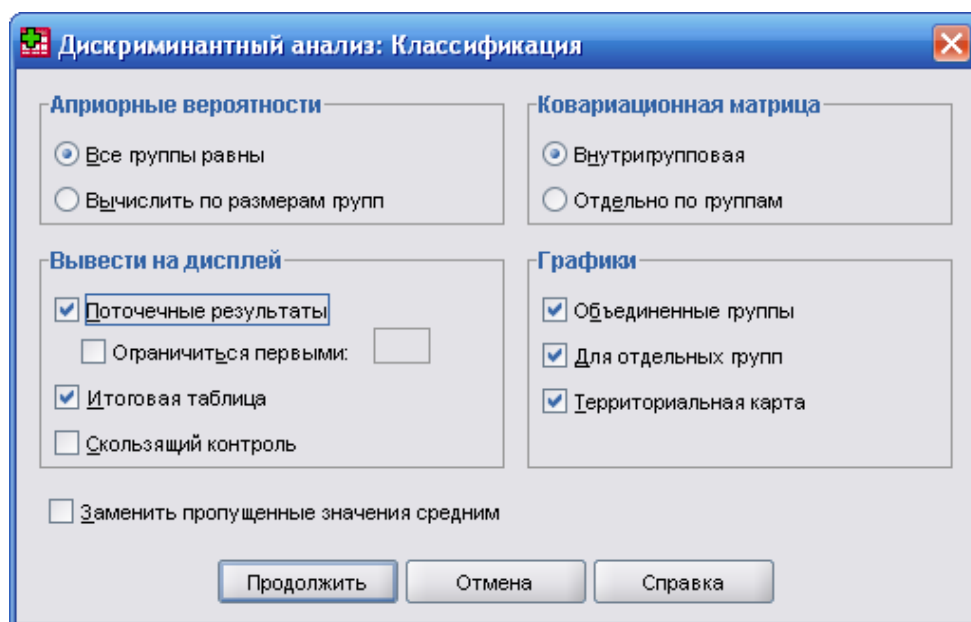 Дискриминантный анализ: Классификация
Априорные вероятности
Все группы равны
Вычислить по размерам групп
Ковариационная матрица
Внутригрупповая
Отдельно по группам
Вывести на дисплей
Поточечные результаты
Ограничиться первыми:
Итоговая таблица
Скользящий контроль
Графики
Объединенные группы
Для отдельных групп
Территориальная карта
Заменить пропущенные значения средним
Продолжить
Отмена
Справка